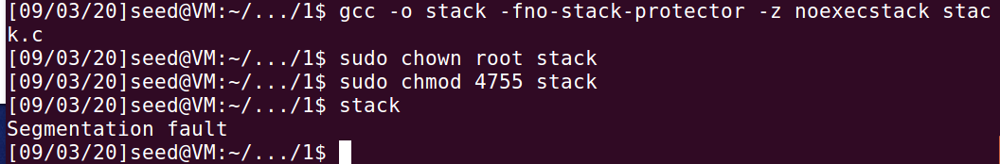 [09/03/20]seed@VM:~/.../1$ gcc -o stack -fno-stack-protector -z noexecstack stac
k.c
[09/03/20]seed@VM:~/.../1$ sudo chown root stack
[09/03/20]seed@VM:~/.../1$ sudo chmod 4755 stack
[09/03/20]seed@VM:~/.../1$ stack
Segmentation fault
[09/03/20]seed@VM:~/.../1$